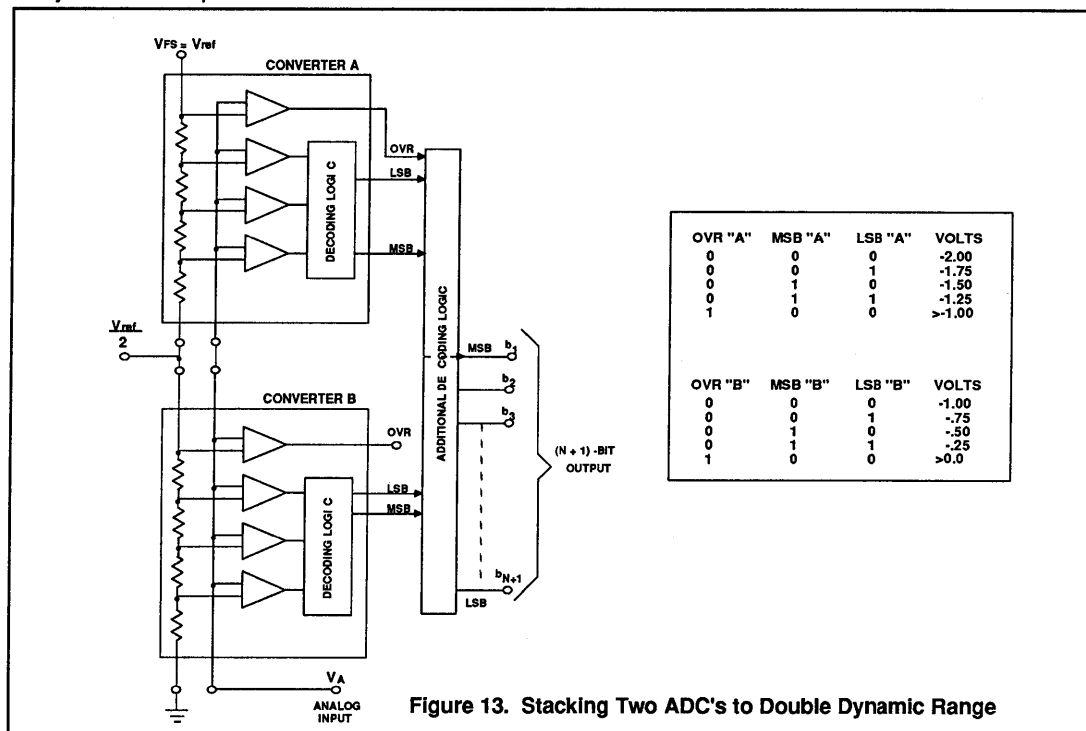 VFS = Vref
CONVERTER A
OVR
LSB
DECODING LOGI C
MSB
Vref
2
ADDITIONAL DE CODING LOGIC
MSB
b1
b2
b3
(N + 1) -BIT
OUTPUT
bN+1
LSB
CONVERTER B
OVR
LSB
MSB
DECODING LOGI C
VA
ANALOG
INPUT
OVR "A" MSB "A" LSB "A" VOLTS
0 0 0 -2.00
0 0 1 -1.75
0 1 0 -1.50
0 1 1 -1.25
1 0 0 >-1.00
OVR "B" MSB "B" LSB "B" VOLTS
0 0 0 -1.00
0 0 1 -.75
0 1 0 -.50
0 1 1 -.25
1 0 0 >0.0
Figure 13. Stacking Two ADC's to Double Dynamic Range